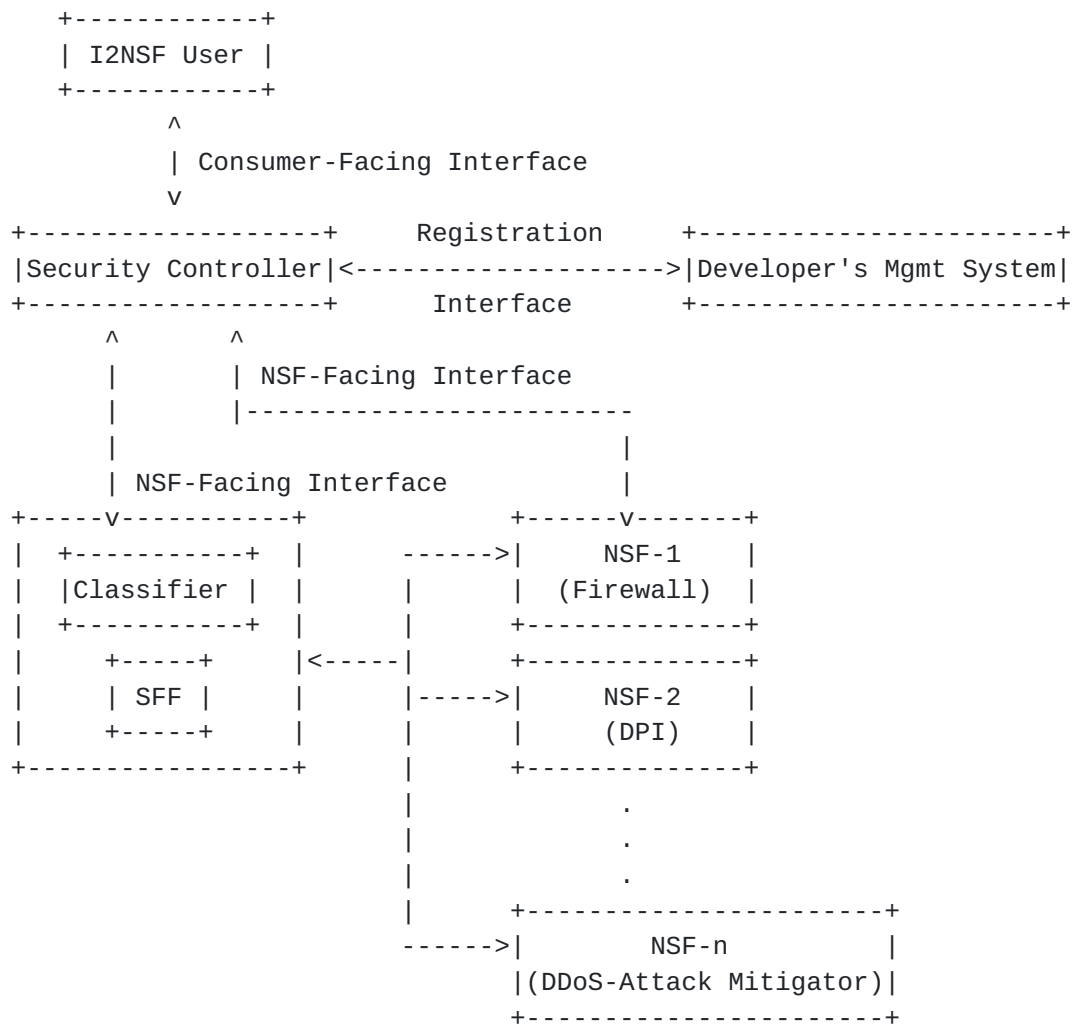 I2NSF User
Consumer-Facing Interface
Registration
Security Controller
Developer's Mgmt System
Interface
NSF-Facing Interface
NSF-Facing Interface
NSF-1
Classifier
(Firewall)
SFF
NSF-2
(DPI)
.
.
.
NSF-n
(DDoS-Attack Mitigator)